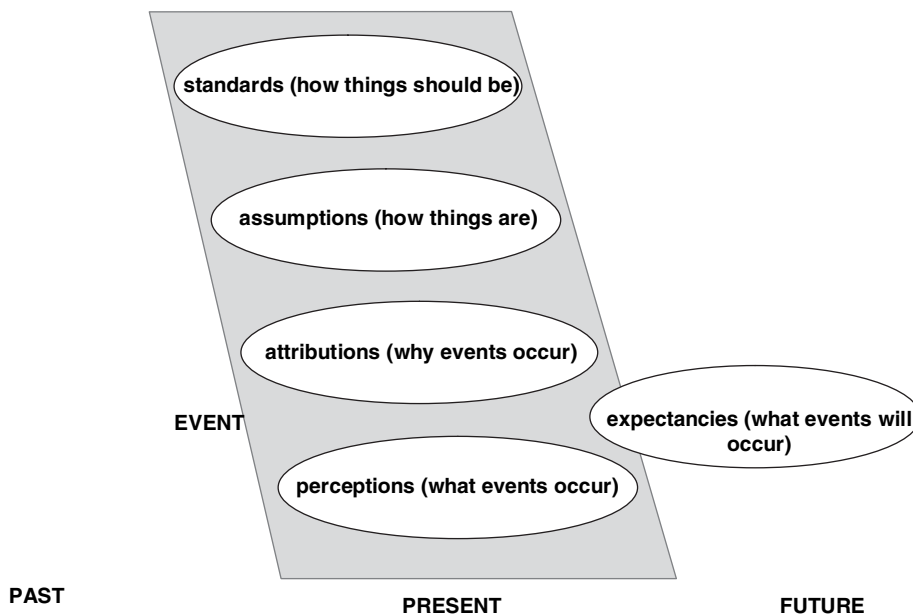 standards (how things should be)
assumptions (how things are)
attributions (why events occur)
EVENT
expectancies (what events will
occur)
perceptions (what events occur)
PAST
PRESENT
FUTURE